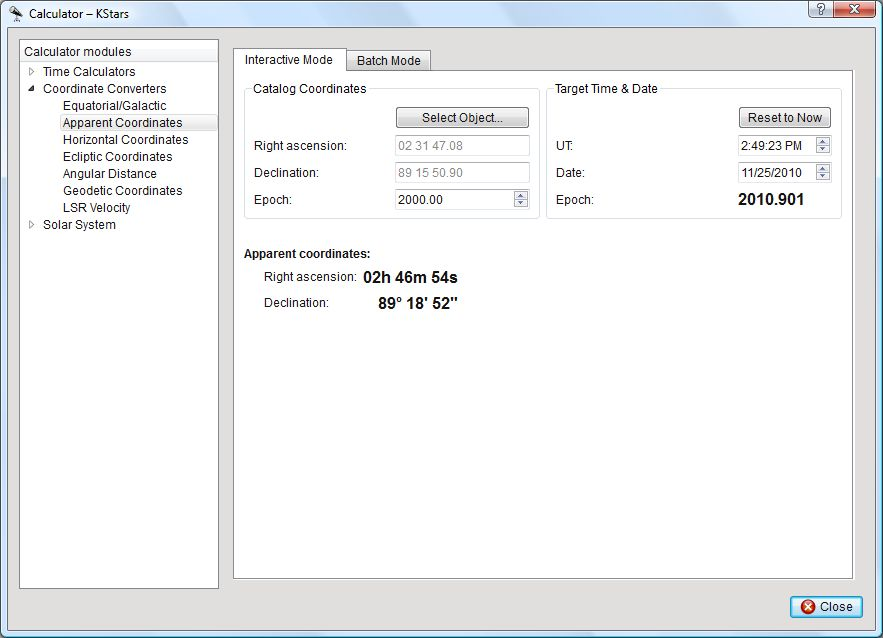 Calculator – KStars
?
Calculator modules
Time Calculators
Coordinate Converters
Equatorial/Galactic
Apparent Coordinates
Horizontal Coordinates
Ecliptic Coordinates
Angular Distance
Geodetic Coordinates
LSR Velocity
Solar System
Interactive Mode
Batch Mode
Catalog Coordinates
Select Object...
Right ascension: 02 31 47.08
Declination: 89 15 50.90
Epoch: 2000.00
Target Time & Date
Reset to Now
UT: 2:49:23 PM
Date: 11/25/2010
Epoch: 2010.901
Apparent coordinates:
Right ascension: 02h 46m 54s
Declination: 89° 18' 52"
Close